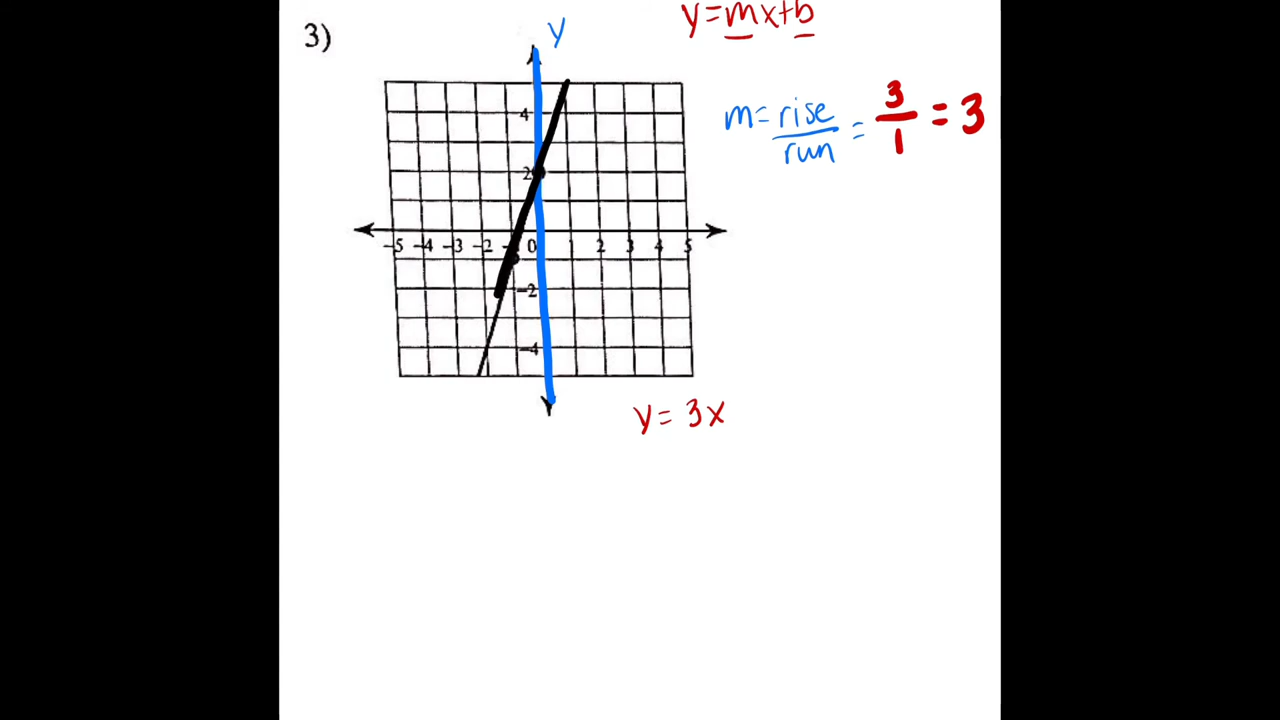 3)
y
y=mx+b
m= rise/run = 3/1 = 3
4
2
-5 -4 -3 -2 0 1 2 3 4 5
-2
-4
y= 3x